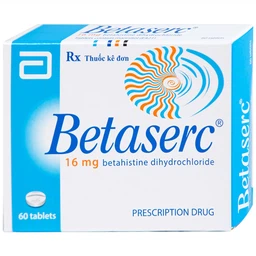 Rx Thuốc kê đơn
Betaserc®
16 mg betahistine dihydrochloride
60 tablets
PRESCRIPTION DRUG